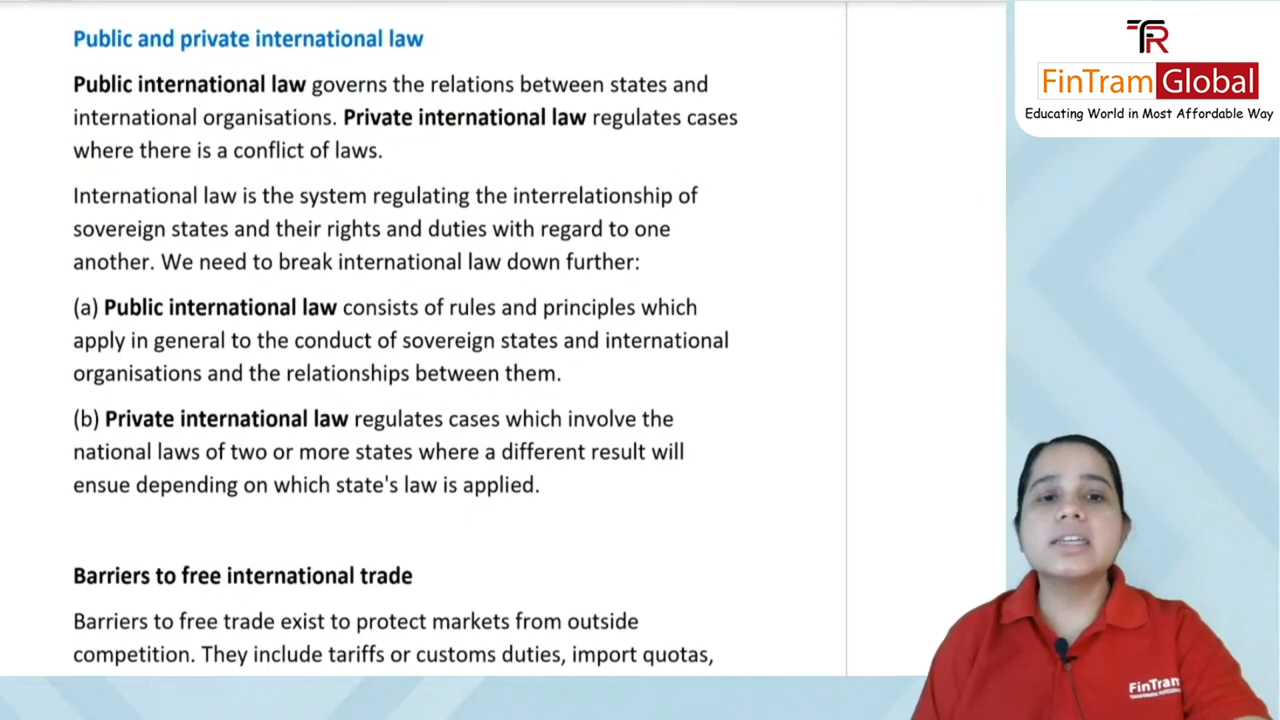 Public and private international law
Public international law governs the relations between states and
international organisations. Private international law regulates cases
where there is a conflict of laws.
International law is the system regulating the interrelationship of
sovereign states and their rights and duties with regard to one
another. We need to break international law down further:
(a) Public international law consists of rules and principles which
apply in general to the conduct of sovereign states and international
organisations and the relationships between them.
(b) Private international law regulates cases which involve the
national laws of two or more states where a different result will
ensue depending on which state's law is applied.
Barriers to free international trade
Barriers to free trade exist to protect markets from outside
competition. They include tariffs or customs duties, import quotas,
FinTram Global
Educating World in Most Affordable Way
FinTram